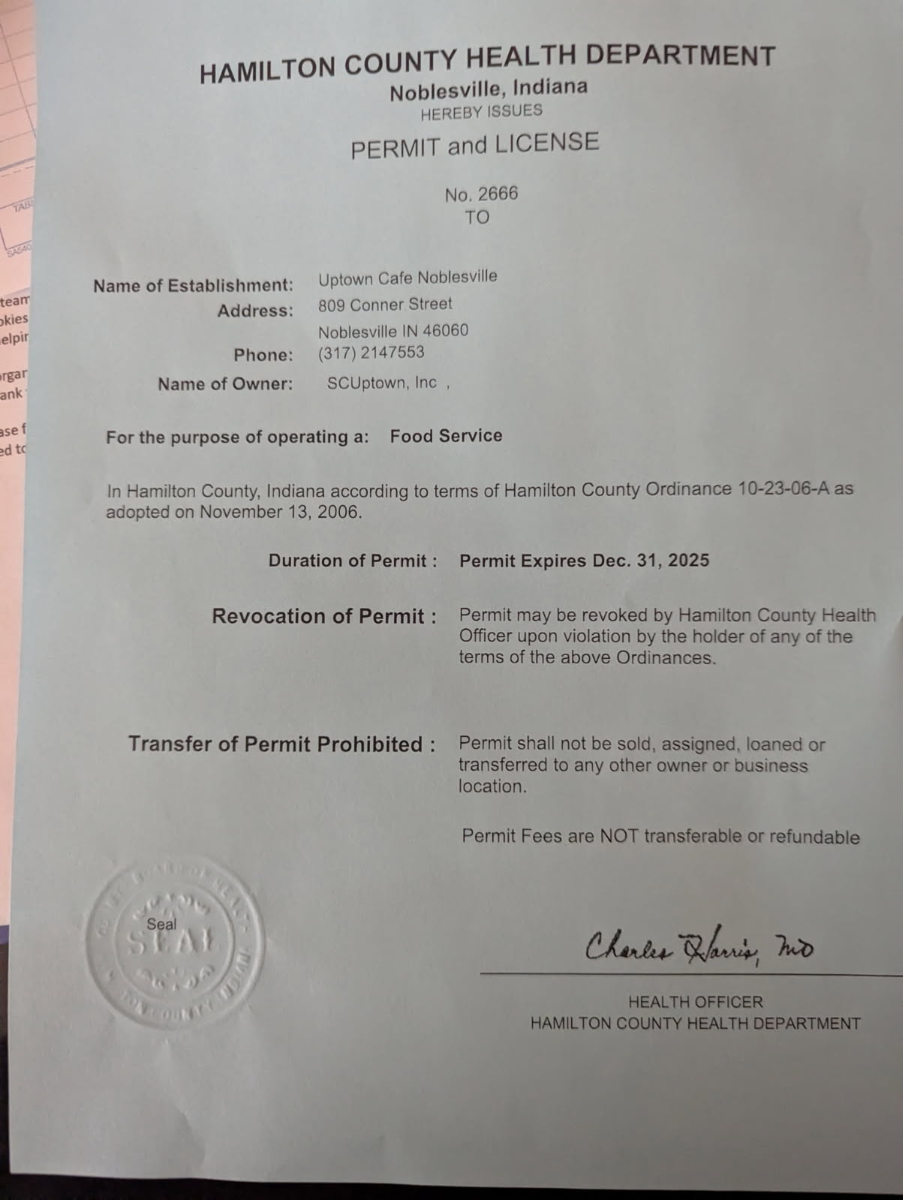 HAMILTON COUNTY HEALTH DEPARTMENT
Noblesville, Indiana
HEREBY ISSUES
PERMIT and LICENSE
No. 2666
TO
Name of Establishment: Uptown Cafe Noblesville
Address: 809 Conner Street
Noblesville IN 46060
Phone: (317) 2147553
Name of Owner: SCUptown, Inc ,
For the purpose of operating a: Food Service
In Hamilton County, Indiana according to terms of Hamilton County Ordinance 10-23-06-A as
adopted on November 13, 2006.
Duration of Permit : Permit Expires Dec. 31, 2025
Revocation of Permit : Permit may be revoked by Hamilton County Health
Officer upon violation by the holder of any of the
terms of the above Ordinances.
Transfer of Permit Prohibited : Permit shall not be sold, assigned, loaned or
transferred to any other owner or business
location.
Permit Fees are NOT transferable or refundable
Seal
SEAL
Charles Harris, MD
HEALTH OFFICER
HAMILTON COUNTY HEALTH DEPARTMENT